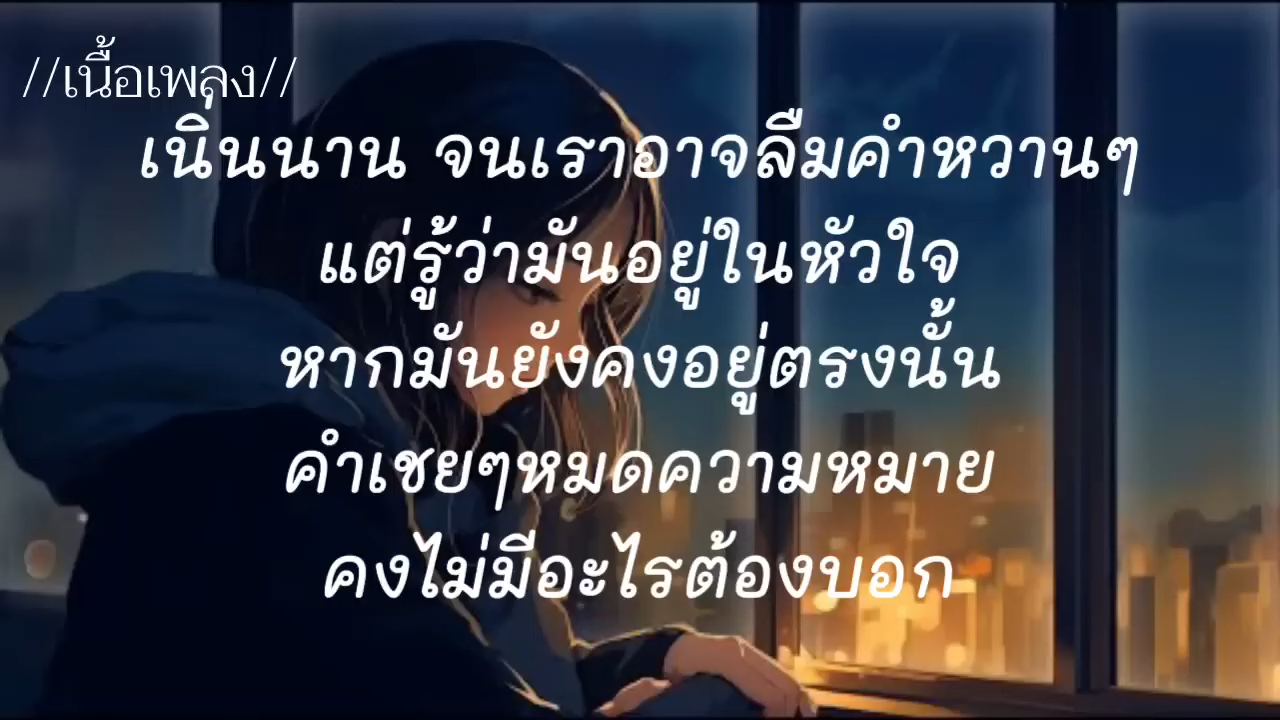 //เนื้อเพลง//
เนิ่นนาน จนเราอาจลืมคำหวานๆ
แต่รู้ว่ามันอยู่ในหัวใจ
หากมันยังคงอยู่ตรงนั้น
คำเชยๆหมดความหมาย
คงไม่มีอะไรต้องบอก